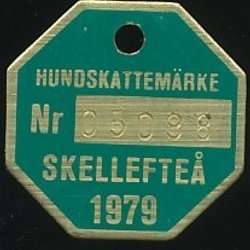 HUNDSKATTEMÄRKE
Nr 05098
SKELLEFTEÅ
1979